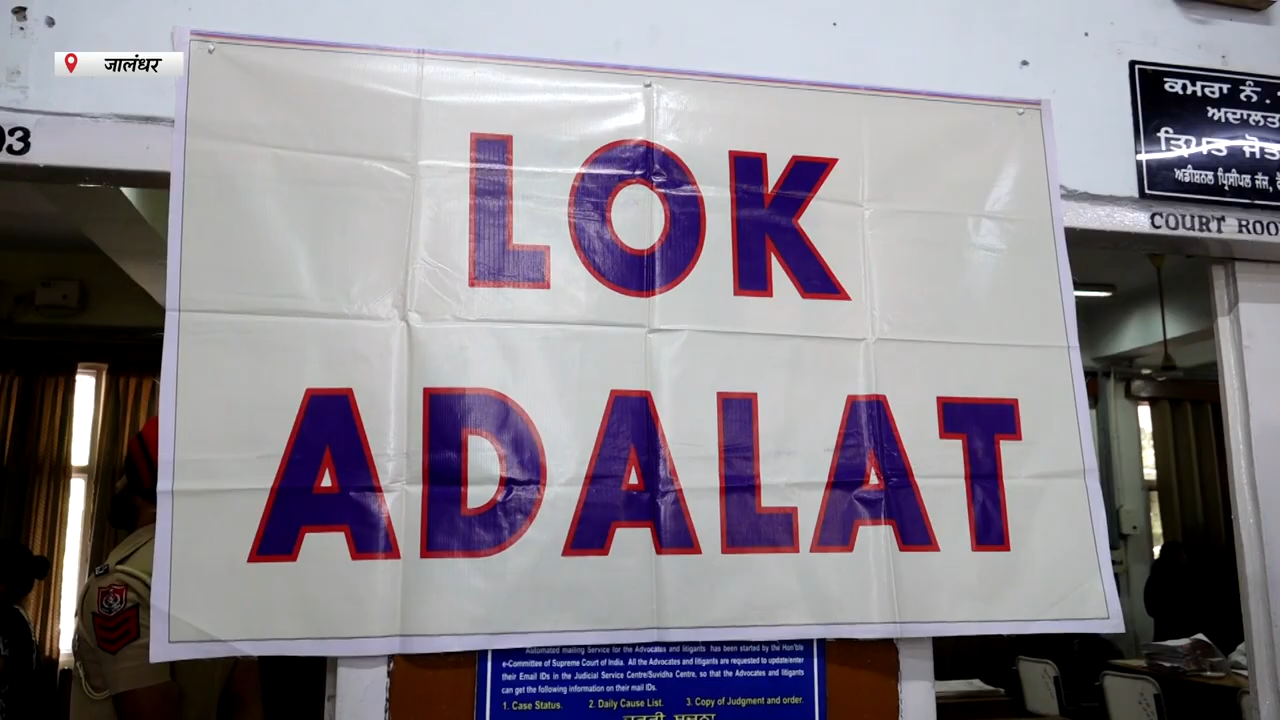 जालंधर
03
LOK
ADALAT
ਕਮਰਾ ਨੰ.
ਅਦਾਲਤ
ਅਡੀਸ਼ਨਲ ਪ੍ਰਿੰਸੀਪਲ ਜੱਜ,
COURT
Automated mailing Service for the Advocates and litigants has been started by the Hon'ble
e-Committee of Supreme Court of India. All the Advocates and litigants are requested to update/enter
their Email IDs in the Judicial Service Centre/Suvidha Centre, so that the Advocates and litigants
can get the following information on their mail IDs.
1. Case Status. 2. Daily Cause List. 3. Copy of Judgment and order.